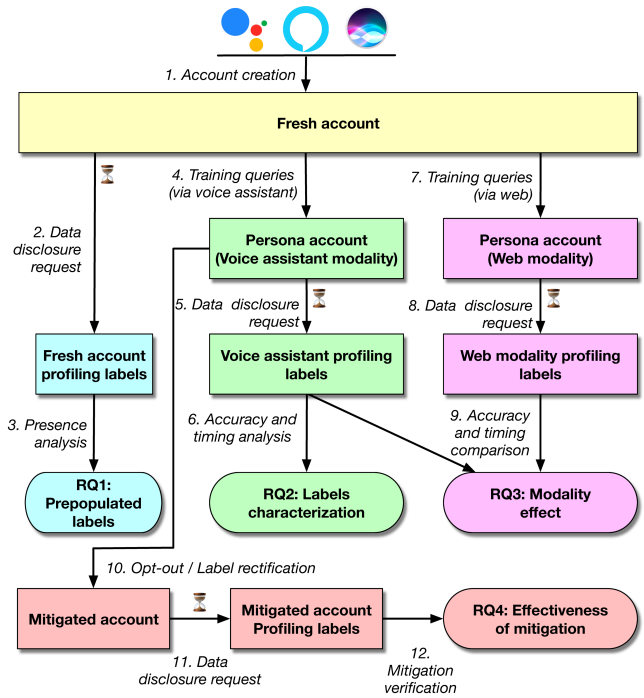 1. Account creation
Fresh account
2. Data
disclosure
request
4. Training queries
(via voice assistant)
7. Training queries
(via web)
Persona account
(Voice assistant modality)
Persona account
(Web modality)
5. Data disclosure
request
8. Data disclosure
request
Fresh account
profiling labels
Voice assistant profiling
labels
Web modality profiling
labels
3. Presence
analysis
6. Accuracy and
timing analysis
9. Accuracy
and timing
comparison
RQ1:
Prepopulated
labels
RQ2: Labels
characterization
RQ3: Modality
effect
10. Opt-out / Label rectification
Mitigated account
Mitigated account
Profiling labels
RQ4: Effectiveness
of mitigation
11. Data
disclosure request
12.
Mitigation
verification